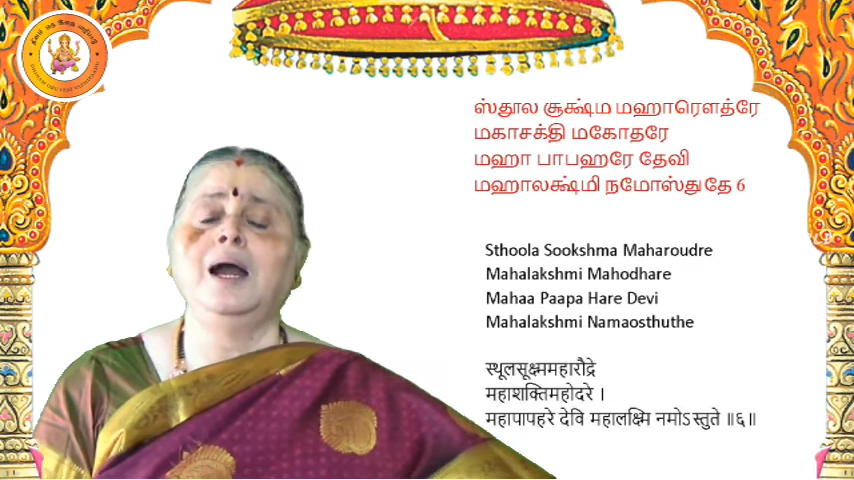 ஸ்தூல சூக்ஷ்ம மஹாரௌத்ரே
மகாசக்தி மகோதரே
மஹா பாபஹரே தேவி
மஹாலக்ஷ்மி நமோஸ்துதே 6
Sthoola Sookshma Maharoudre
Mahalakshmi Mahodhare
Mahaa Paapa Hare Devi
Mahalakshmi Namaosthuthe
स्थूलसूक्ष्ममहारौद्रे
महाशक्तिमहोदरे ।
महापापहरे देवि महालक्ष्मि नमोऽस्तुते ॥६॥